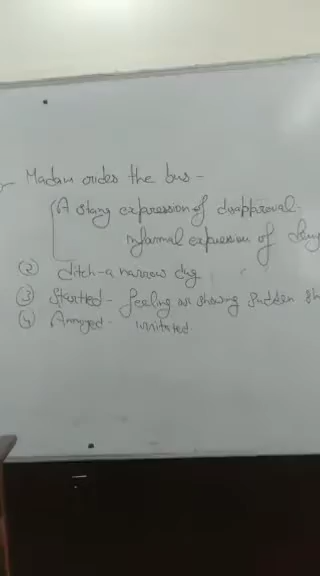 Madam rides the bus -
A slang expression of disapproval.
informal expression of
② ditch - a narrow dug
③ Startled - feeling or showing sudden sh
④ Annoyed - irritated.